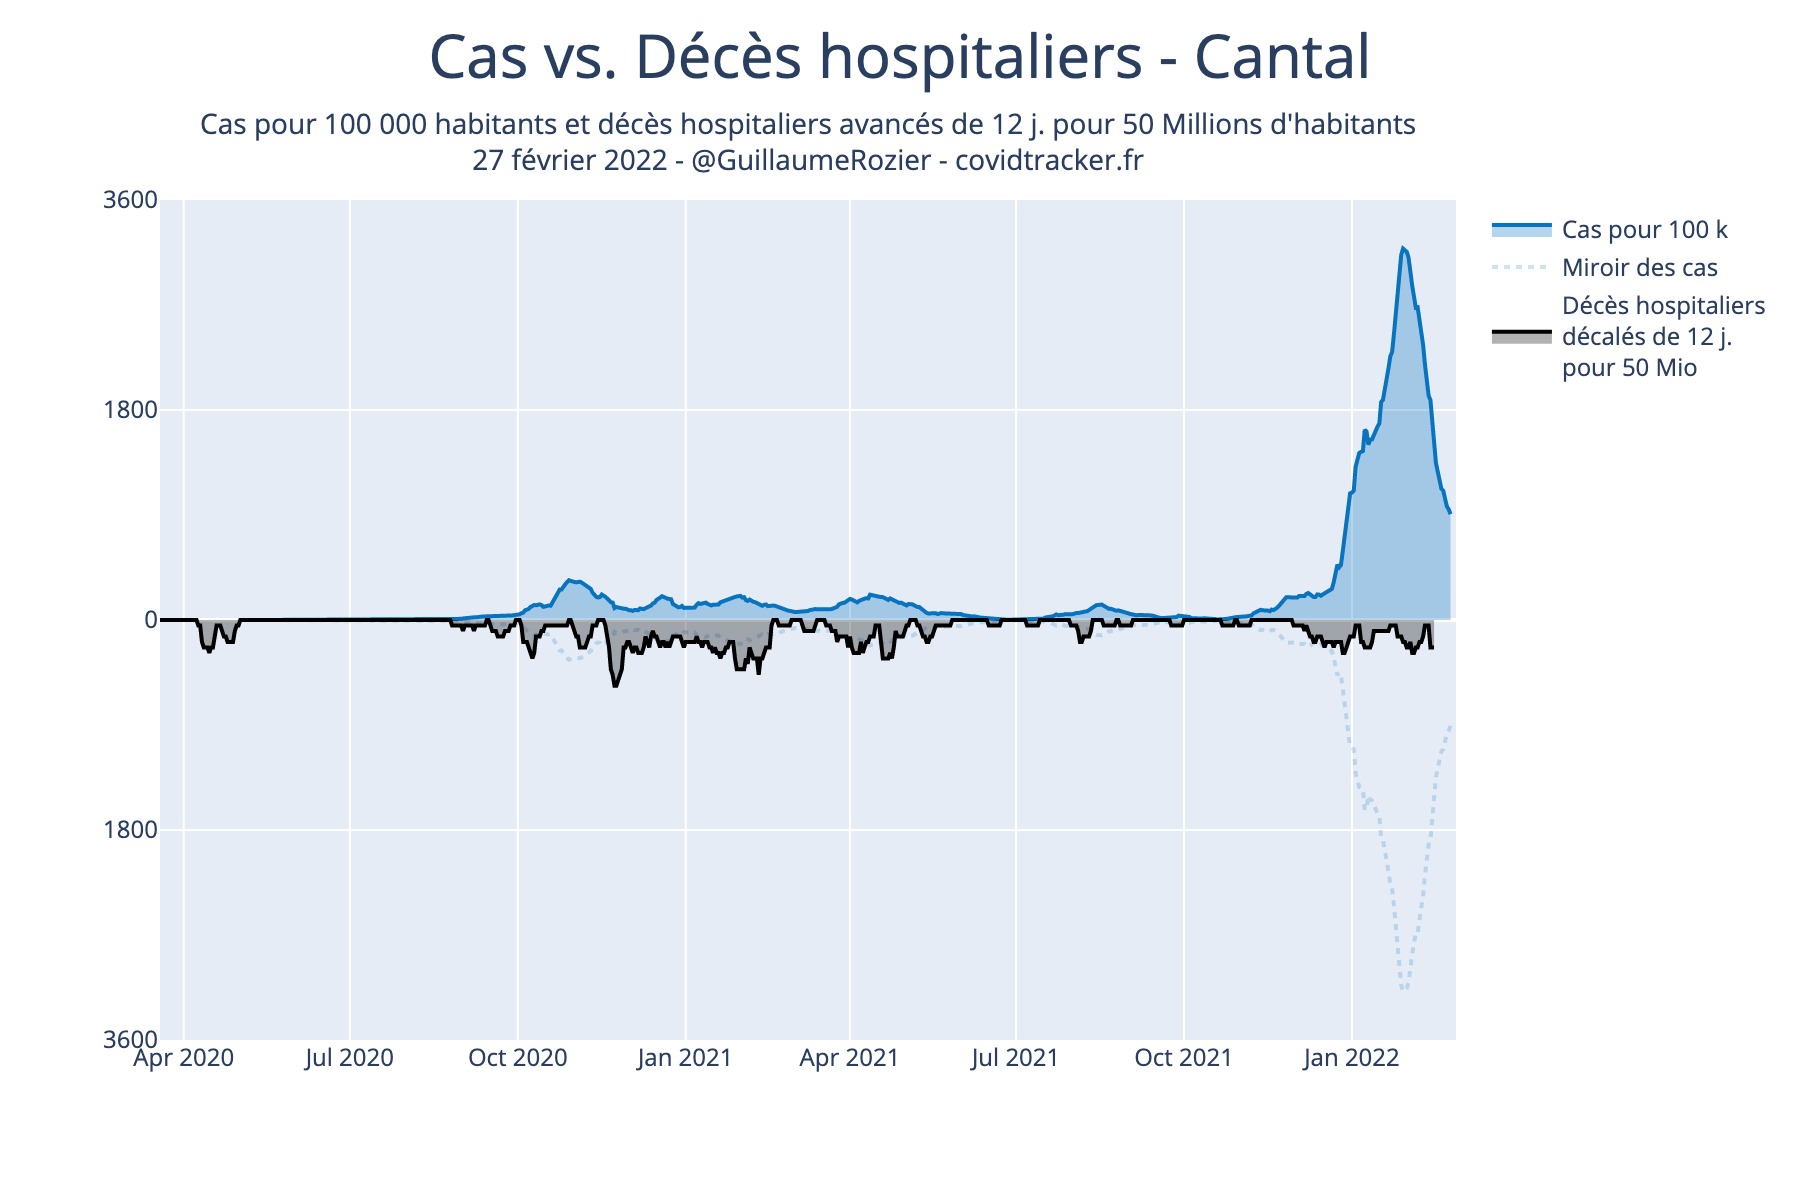 Cas vs. Décès hospitaliers - Cantal
Cas pour 100 000 habitants et décès hospitaliers avancés de 12 j. pour 50 Millions d'habitants
27 février 2022 - @GuillaumeRozier - covidtracker.fr
3600
1800
0
1800
3600
Apr 2020
Jul 2020
Oct 2020
Jan 2021
Apr 2021
Jul 2021
Oct 2021
Jan 2022
Cas pour 100 k
Miroir des cas
Décès hospitaliers
décalés de 12 j.
pour 50 Mio